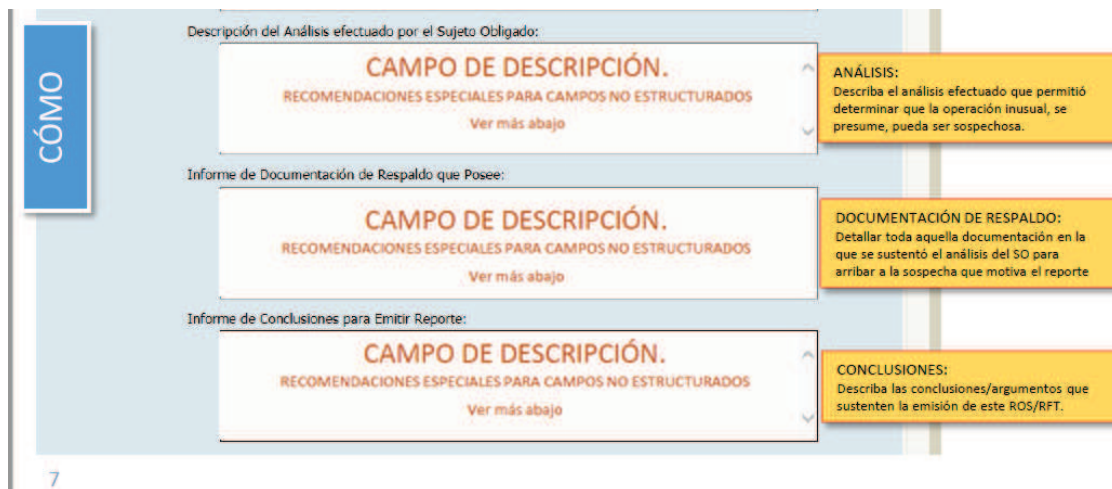 CÓMO
Descripción del Análisis efectuado por el Sujeto Obligado:
CAMPO DE DESCRIPCIÓN.
RECOMENDACIONES ESPECIALES PARA CAMPOS NO ESTRUCTURADOS
Ver más abajo
ANÁLISIS:
Describa el análisis efectuado que permitió
determinar que la operación inusual, se
presume, pueda ser sospechosa.
Informe de Documentación de Respaldo que Posee:
CAMPO DE DESCRIPCIÓN.
RECOMENDACIONES ESPECIALES PARA CAMPOS NO ESTRUCTURADOS
Ver más abajo
DOCUMENTACIÓN DE RESPALDO:
Detallar toda aquella documentación en la
que se sustentó el análisis del SO para
arribar a la sospecha que motiva el reporte
Informe de Conclusiones para Emitir Reporte:
CAMPO DE DESCRIPCIÓN.
RECOMENDACIONES ESPECIALES PARA CAMPOS NO ESTRUCTURADOS
Ver más abajo
CONCLUSIONES:
Describa las conclusiones/argumentos que
sustenten la emisión de este ROS/RFT.
7